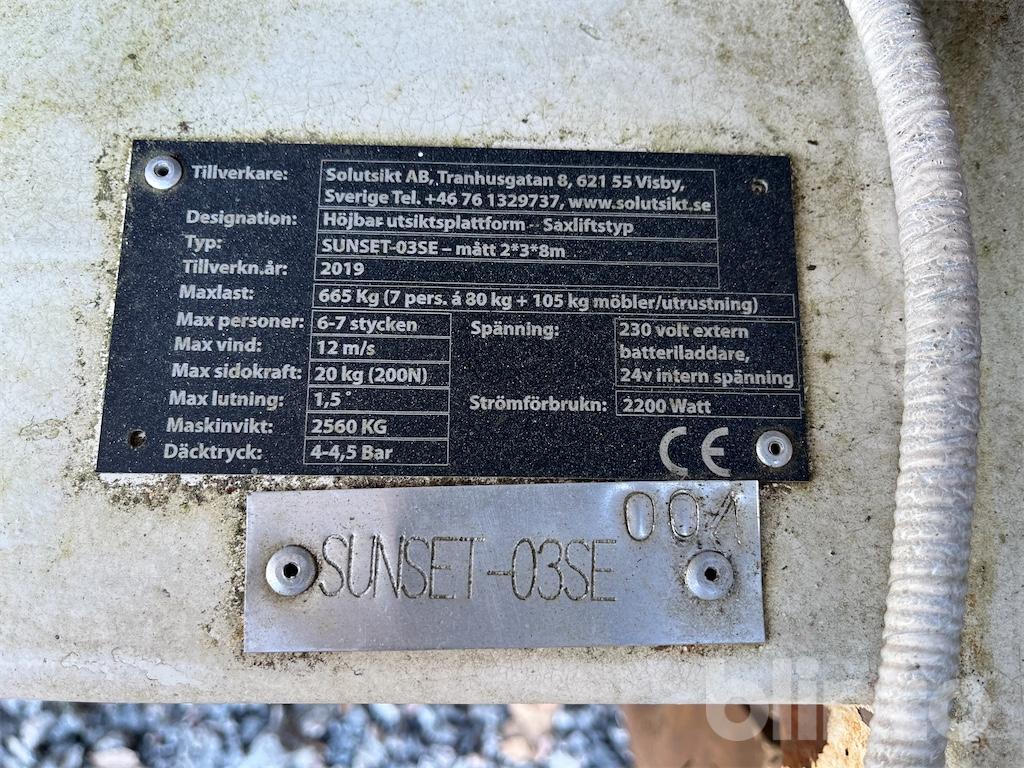 Tillverkare: Solutsikt AB, Tranhusgatan 8, 621 55 Visby,
Sverige Tel. +46 76 1329737, www.solutsikt.se
Designation: Höjbar utsiktsplattform - Saxliftstyp
Typ: SUNSET-03SE – mått 2*3*8m
Tillverkn.år: 2019
Maxlast: 665 Kg (7 pers. á 80 kg + 105 kg möbler/utrustning)
Max personer: 6-7 stycken Spänning: 230 volt extern
Max vind: 12 m/s batteriladdare,
Max sidokraft: 20 kg (200N) 24v intern spänning
Max lutning: 1,5° Strömförbrukn: 2200 Watt
Maskinvikt: 2560 KG
Däcktryck: 4-4,5 Bar CE
001
SUNSET-03SE
blinto